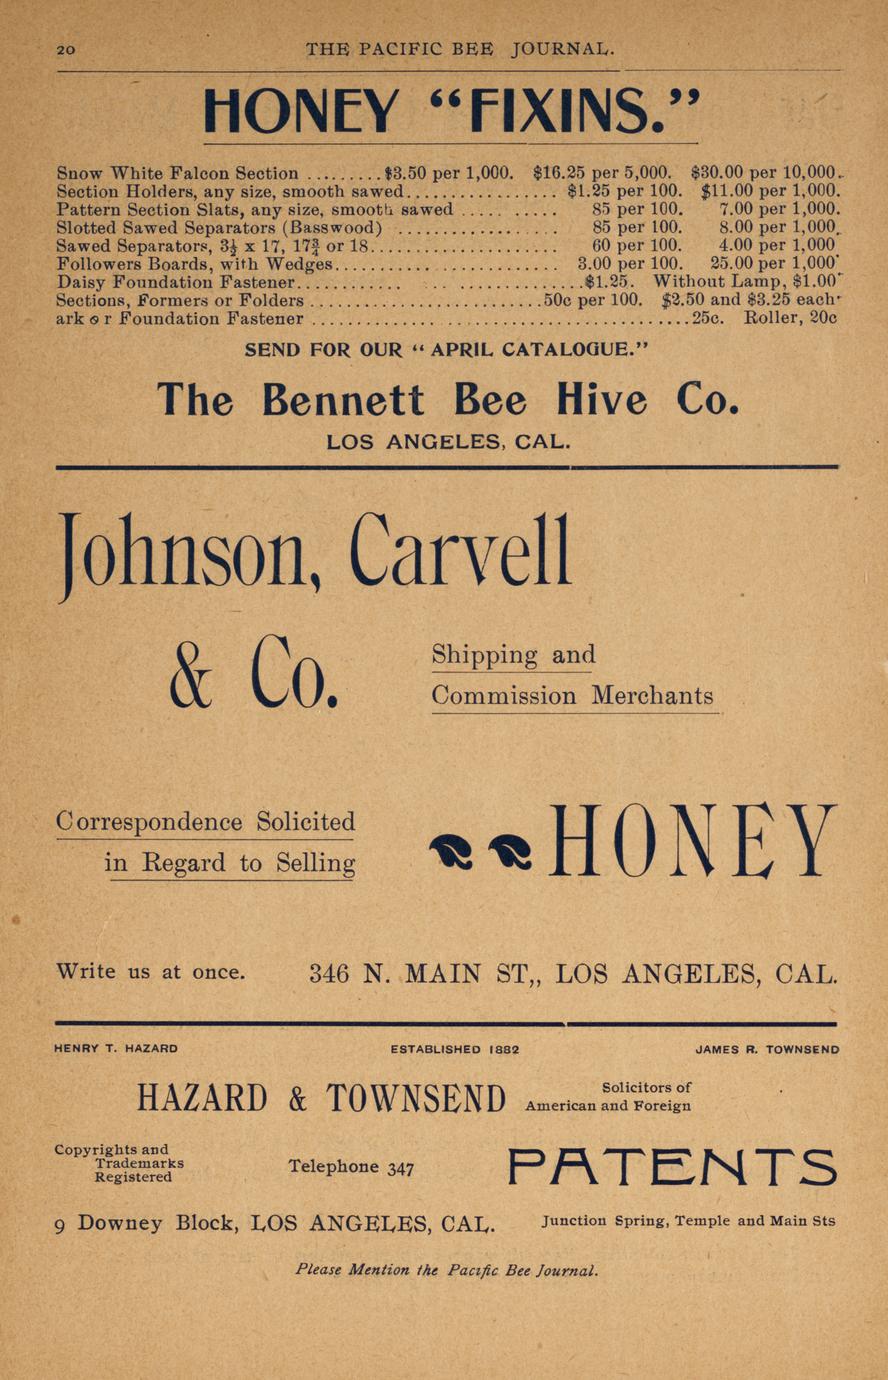 20
THE PACIFIC BEE JOURNAL.
HONEY “FIXINS.”
Snow White Falcon Section .........$3.50 per 1,000. $16.25 per 5,000. $30.00 per 10,000.
Section Holders, any size, smooth sawed................ $1.25 per 100. $11.00 per 1,000.
Pattern Section Slats, any size, smooth sawed ..... ...... 85 per 100. 7.00 per 1,000.
Slotted Sawed Separators (Basswood) .................. 85 per 100. 8.00 per 1,000.
Sawed Separators, 3½ x 17, 17¾ or 18..................... 60 per 100. 4.00 per 1,000
Followers Boards, with Wedges......................... 3.00 per 100. 25.00 per 1,000
Daisy Foundation Fastener............ .. ... ................$1.25. Without Lamp, $1.00
Sections, Formers or Folders ..........................50c per 100. $2.50 and $3.25 each
ark r Foundation Fastener ..........................................25c. Roller, 20c
SEND FOR OUR “ APRIL CATALOGUE.”
The Bennett Bee Hive Co.
LOS ANGELES, CAL.
Johnson, Carvell
& Co.
Shipping and
Commission Merchants
Correspondence Solicited
in Regard to Selling
HONEY
Write us at once. 346 N. MAIN ST,, LOS ANGELES, CAL.
HENRY T. HAZARD ESTABLISHED 1882 JAMES R. TOWNSEND
HAZARD & TOWNSEND
Solicitors of
American and Foreign
Copyrights and
Trademarks
Registered
Telephone 347
PATENTS
9 Downey Block, LOS ANGELES, CAL. Junction Spring, Temple and Main Sts
Please Mention the Pacific Bee Journal.